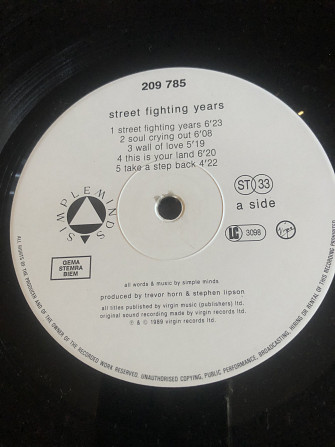 209 785
street fighting years
1 street fighting years 6'23
2 soul crying out 6'08
3 wall of love 5'19
4 this is your land 6'20
5 take a step back 4'22
SIMPLE MINDS
ST 33
a side
LC 3098
Virgin
GEMA
STEMRA
BIEM
all words & music by simple minds
produced by trevor horn & stephen lipson
all titles published by virgin music (publishers) ltd.
original sound recording made by virgin records ltd.
℗ & © 1989 virgin records ltd.
ALL RIGHTS OF THE PRODUCER AND OF THE OWNER OF THE RECORDED WORK RESERVED. UNAUTHORISED COPYING, PUBLIC PERFORMANCE, BROADCASTING, HIRING OR RENTAL OF THIS RECORDING PROHIBITED